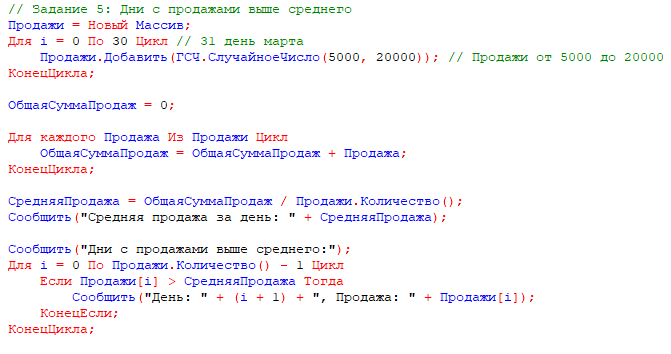 // Задание 5: Дни с продажами выше среднего
Продажи = Новый Массив;
Для i = 0 По 30 Цикл // 31 день марта
    Продажи.Добавить(ГСЧ.СлучайноеЧисло(5000, 20000)); // Продажи от 5000 до 20000
КонецЦикла;

ОбщаяСуммаПродаж = 0;

Для каждого Продажа Из Продажи Цикл
    ОбщаяСуммаПродаж = ОбщаяСуммаПродаж + Продажа;
КонецЦикла;

СредняяПродажа = ОбщаяСуммаПродаж / Продажи.Количество();
Сообщить("Средняя продажа за день: " + СредняяПродажа);

Сообщить("Дни с продажами выше среднего:");
Для i = 0 По Продажи.Количество() - 1 Цикл
    Если Продажи[i] > СредняяПродажа Тогда
        Сообщить("День: " + (i + 1) + ", Продажа: " + Продажи[i]);
    КонецЕсли;
КонецЦикла;